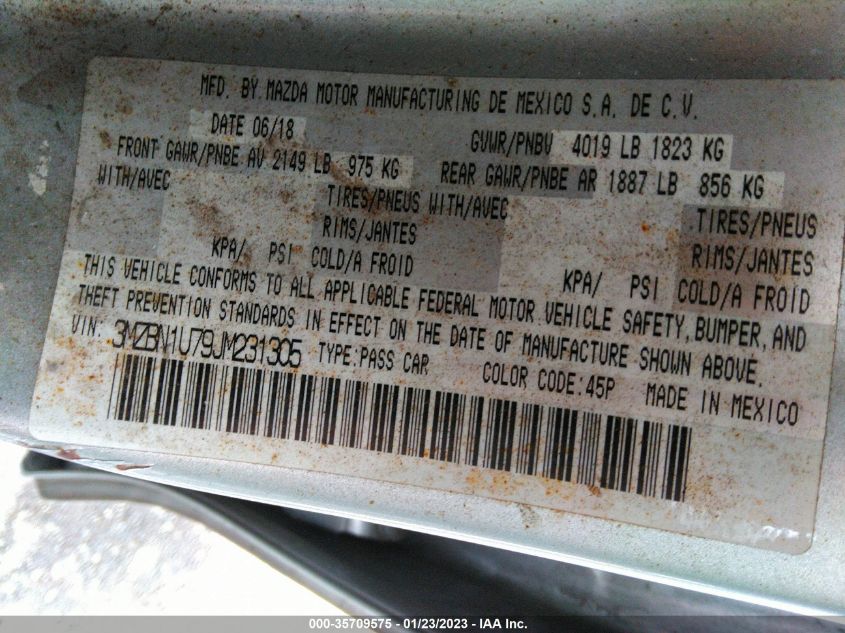 MFD. BY MAZDA MOTOR MANUFACTURING DE MEXICO S.A. DE C.V.
DATE 06/18 GVWR/PNBV 4019 LB 1823 KG
FRONT GAWR/PNBE AV 2149 LB 975 KG REAR GAWR/PNBE AR 1887 LB 856 KG
WITH/AVEC TIRES/PNEUS WITH/AVEC TIRES/PNEUS
RIMS/JANTES RIMS/JANTES
KPA/ PSI COLD/A FROID KPA/ PSI COLD/A FROID
THIS VEHICLE CONFORMS TO ALL APPLICABLE FEDERAL MOTOR VEHICLE SAFETY, BUMPER, AND
THEFT PREVENTION STANDARDS IN EFFECT ON THE DATE OF MANUFACTURE SHOWN ABOVE.
VIN: 3MZBN1U79JM231305 TYPE:PASS CAR COLOR CODE:45P MADE IN MEXICO
000-35709575 - 01/23/2023 - IAA Inc.